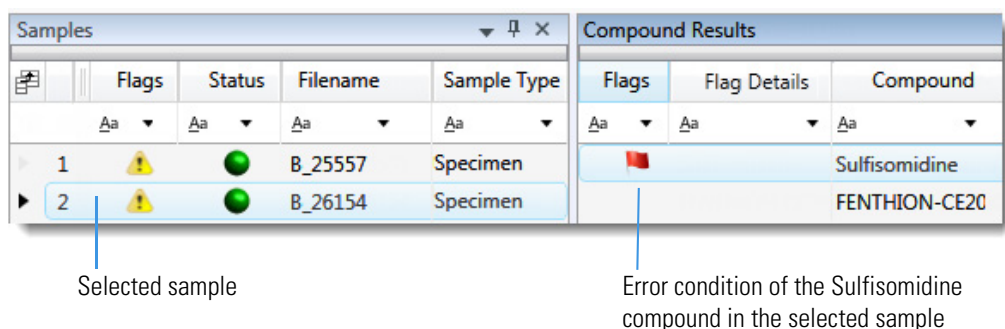 Samples
Compound Results
Flags Status Filename Sample Type
Flags Flag Details Compound
Aa Aa Aa Aa
Aa Aa Aa
1 B_25557 Specimen
Sulfisomidine
2 B_26154 Specimen
FENTHION-CE20
Selected sample
Error condition of the Sulfisomidine
compound in the selected sample